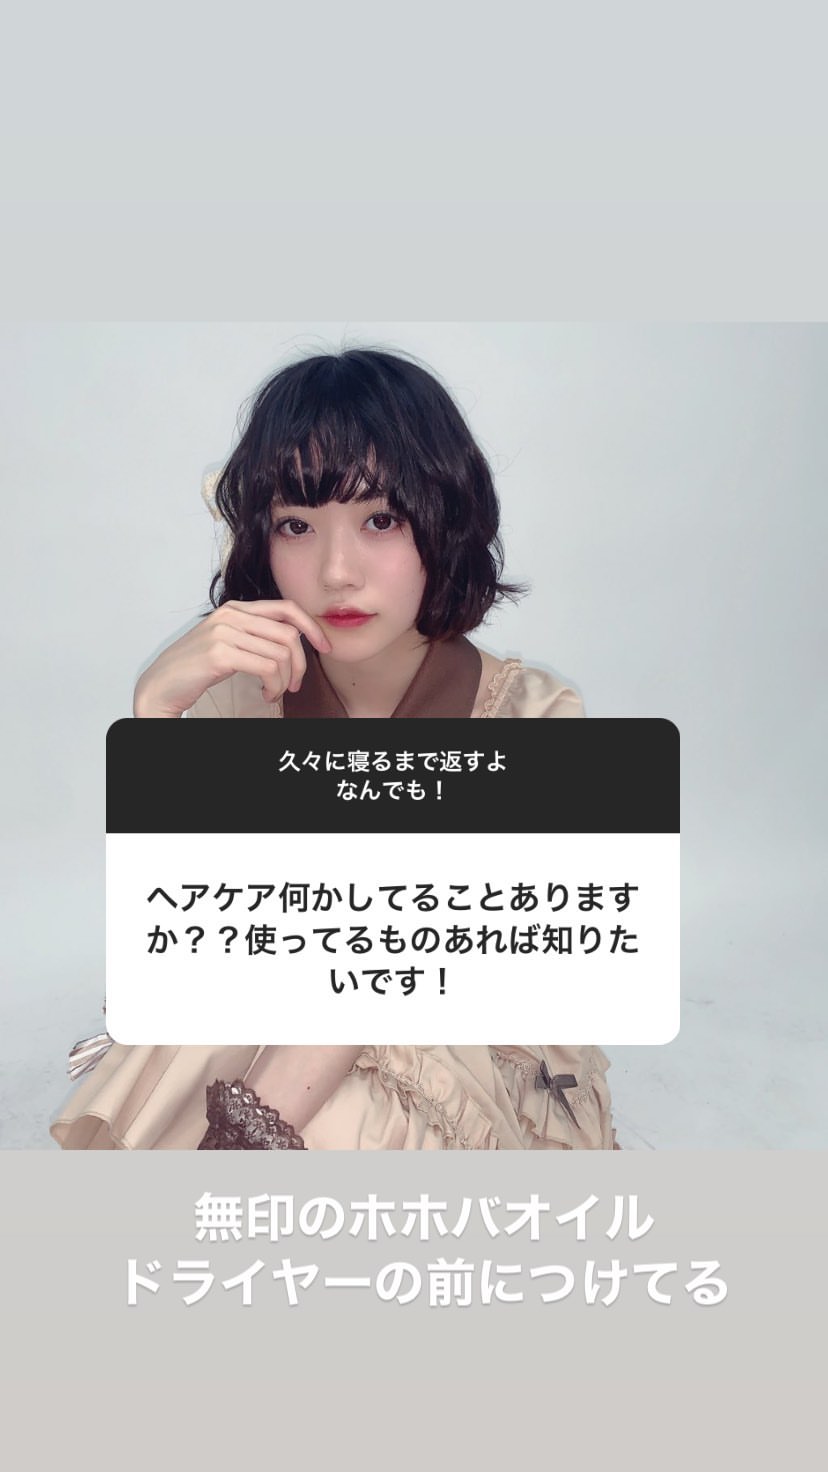 久々に寝るまで返すよ
なんでも！
ヘアケア何かしてることあります
か？？使ってるものあれば知りた
いです！
無印のホホバオイル
ドライヤーの前につけてる